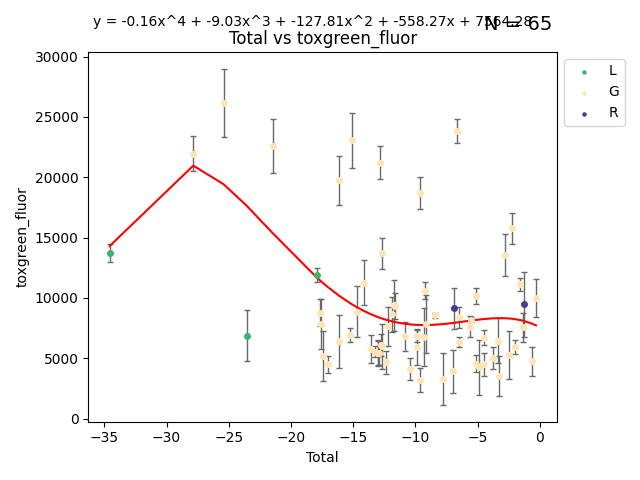 y = -0.16x^4 + -9.03x^3 + -127.81x^2 + -558.27x + 7564.28
N = 65
Total vs toxgreen_fluor
30000
25000
20000
15000
10000
5000
0
toxgreen_fluor
−35 −30 −25 −20 −15 −10 −5 0
Total
L
G
R